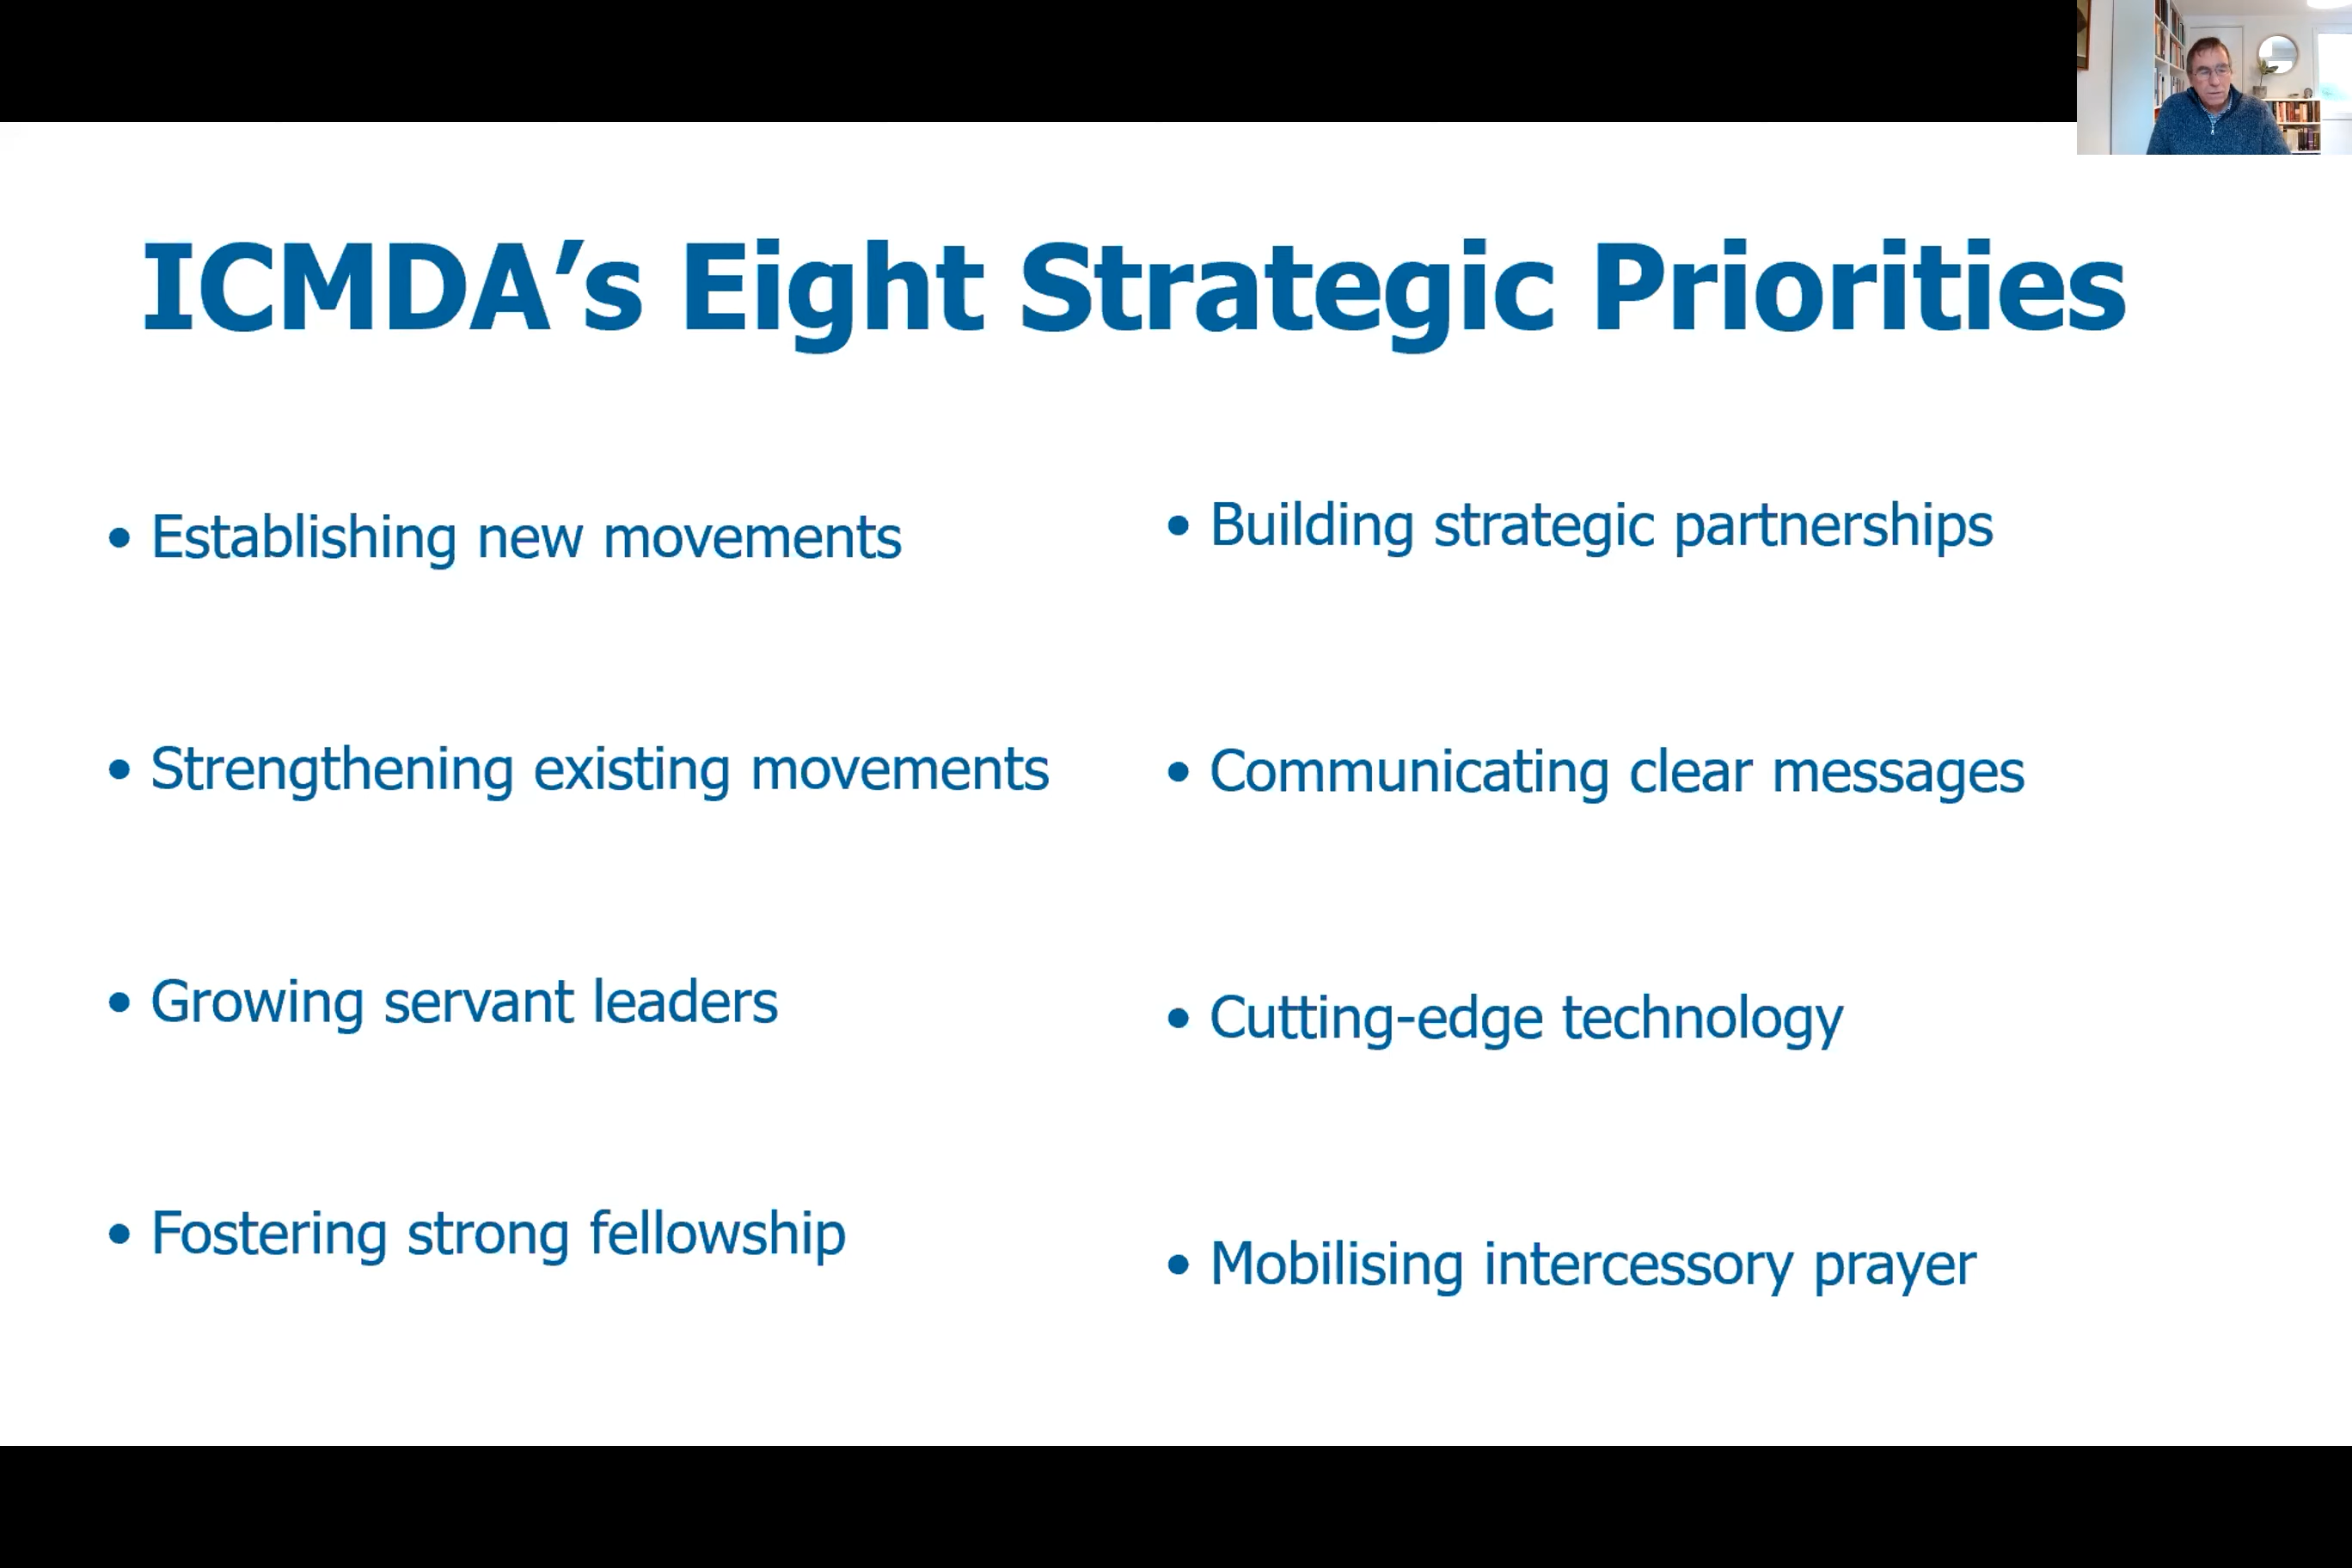 ICMDA’s Eight Strategic Priorities
• Establishing new movements
• Strengthening existing movements
• Growing servant leaders
• Fostering strong fellowship
• Building strategic partnerships
• Communicating clear messages
• Cutting-edge technology
• Mobilising intercessory prayer